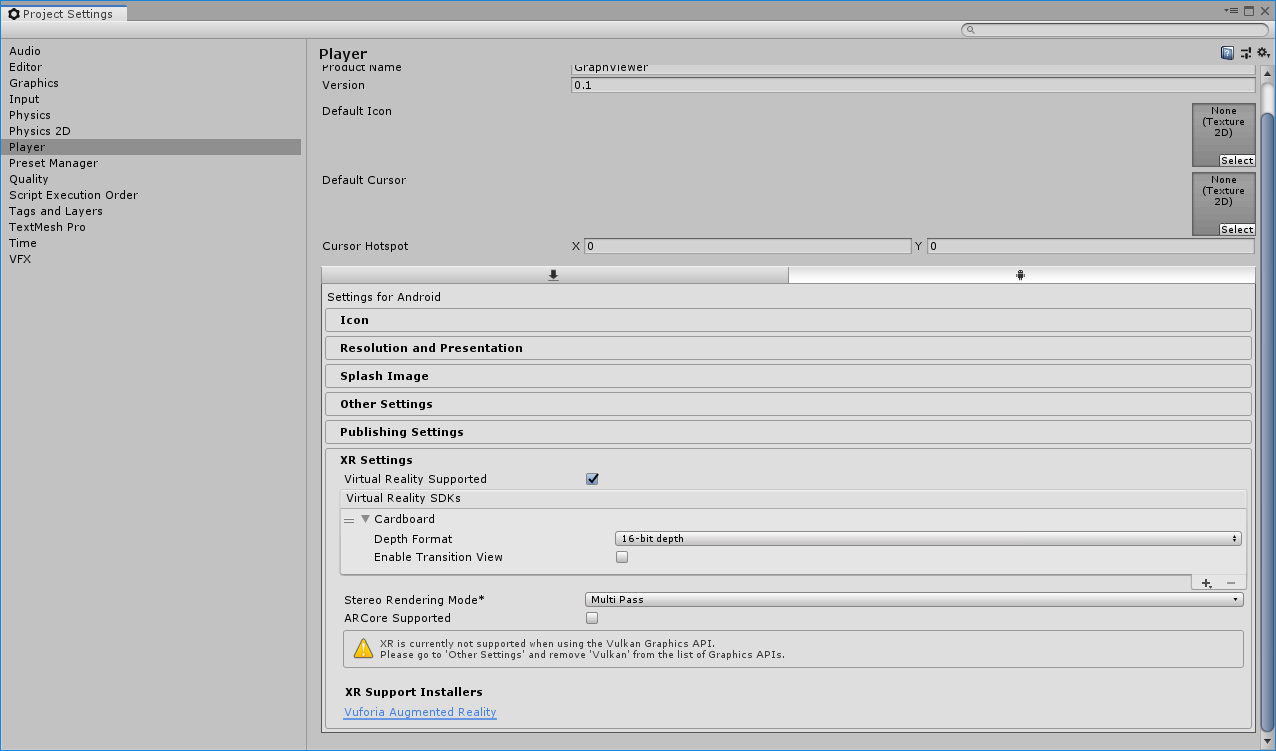 Project Settings
Audio
Editor
Graphics
Input
Physics
Physics 2D
Player
Preset Manager
Quality
Script Execution Order
Tags and Layers
TextMesh Pro
Time
VFX
Player
Product Name GraphViewer
Version 0.1
Default Icon
None
(Texture
2D)
Select
Default Cursor
None
(Texture
2D)
Select
Cursor Hotspot X 0 Y 0
Settings for Android
Icon
Resolution and Presentation
Splash Image
Other Settings
Publishing Settings
XR Settings
Virtual Reality Supported
Virtual Reality SDKs
Cardboard
Depth Format 16-bit depth
Enable Transition View
Stereo Rendering Mode* Multi Pass
ARCore Supported
XR is currently not supported when using the Vulkan Graphics API.
Please go to 'Other Settings' and remove 'Vulkan' from the list of Graphics APIs.
XR Support Installers
Vuforia Augmented Reality